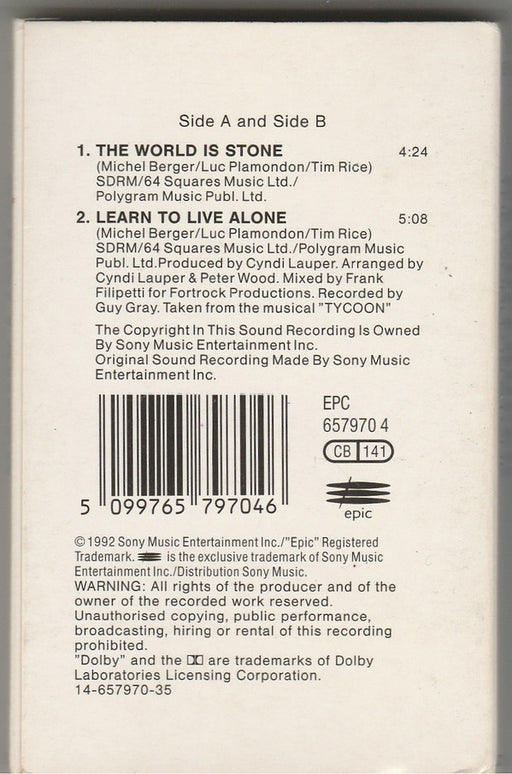 Side A and Side B
1. THE WORLD IS STONE 4:24
(Michel Berger/Luc Plamondon/Tim Rice)
SDRM/64 Squares Music Ltd./
Polygram Music Publ. Ltd.
2. LEARN TO LIVE ALONE 5:08
(Michel Berger/Luc Plamondon/Tim Rice)
SDRM/64 Squares Music Ltd./Polygram Music
Publ. Ltd.Produced by Cyndi Lauper. Arranged by
Cyndi Lauper & Peter Wood. Mixed by Frank
Filipetti for Fortrock Productions. Recorded by
Guy Gray. Taken from the musical "TYCOON"
The Copyright In This Sound Recording Is Owned
By Sony Music Entertainment Inc.
Original Sound Recording Made By Sony Music
Entertainment Inc.
EPC
657970 4
CB 141
epic
5 099765 797046
© 1992 Sony Music Entertainment Inc./"Epic" Registered
Trademark. is the exclusive trademark of Sony Music
Entertainment Inc./Distribution Sony Music.
WARNING: All rights of the producer and of the
owner of the recorded work reserved.
Unauthorised copying, public performance,
broadcasting, hiring or rental of this recording
prohibited.
"Dolby" and the are trademarks of Dolby
Laboratories Licensing Corporation.
14-657970-35